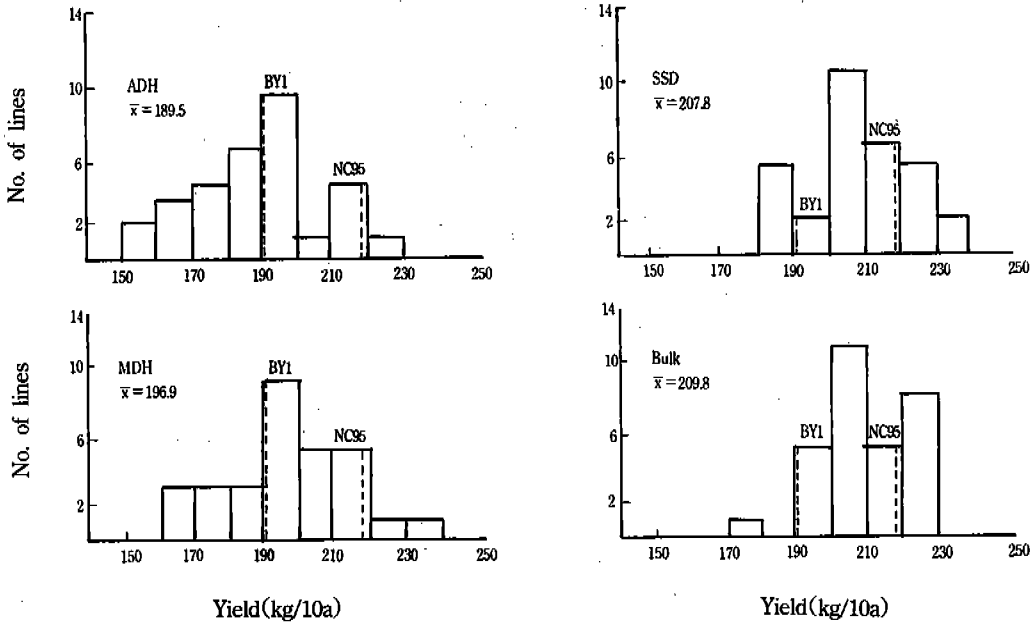 No. of lines
14
10
6
2
ADH
x̄ = 189.5
BY1
NC95
150 170 190 210 230 250
14
10
6
2
SSD
x̄ = 207.8
BY1
NC95
150 170 190 210 230 250
No. of lines
14
10
6
2
MDH
x̄ = 196.9
BY1
NC95
150 170 190 210 230 250
Yield(kg/10a)
14
10
6
2
Bulk
x̄ = 209.8
BY1
NC95
150 170 190 210 230 250
Yield(kg/10a)